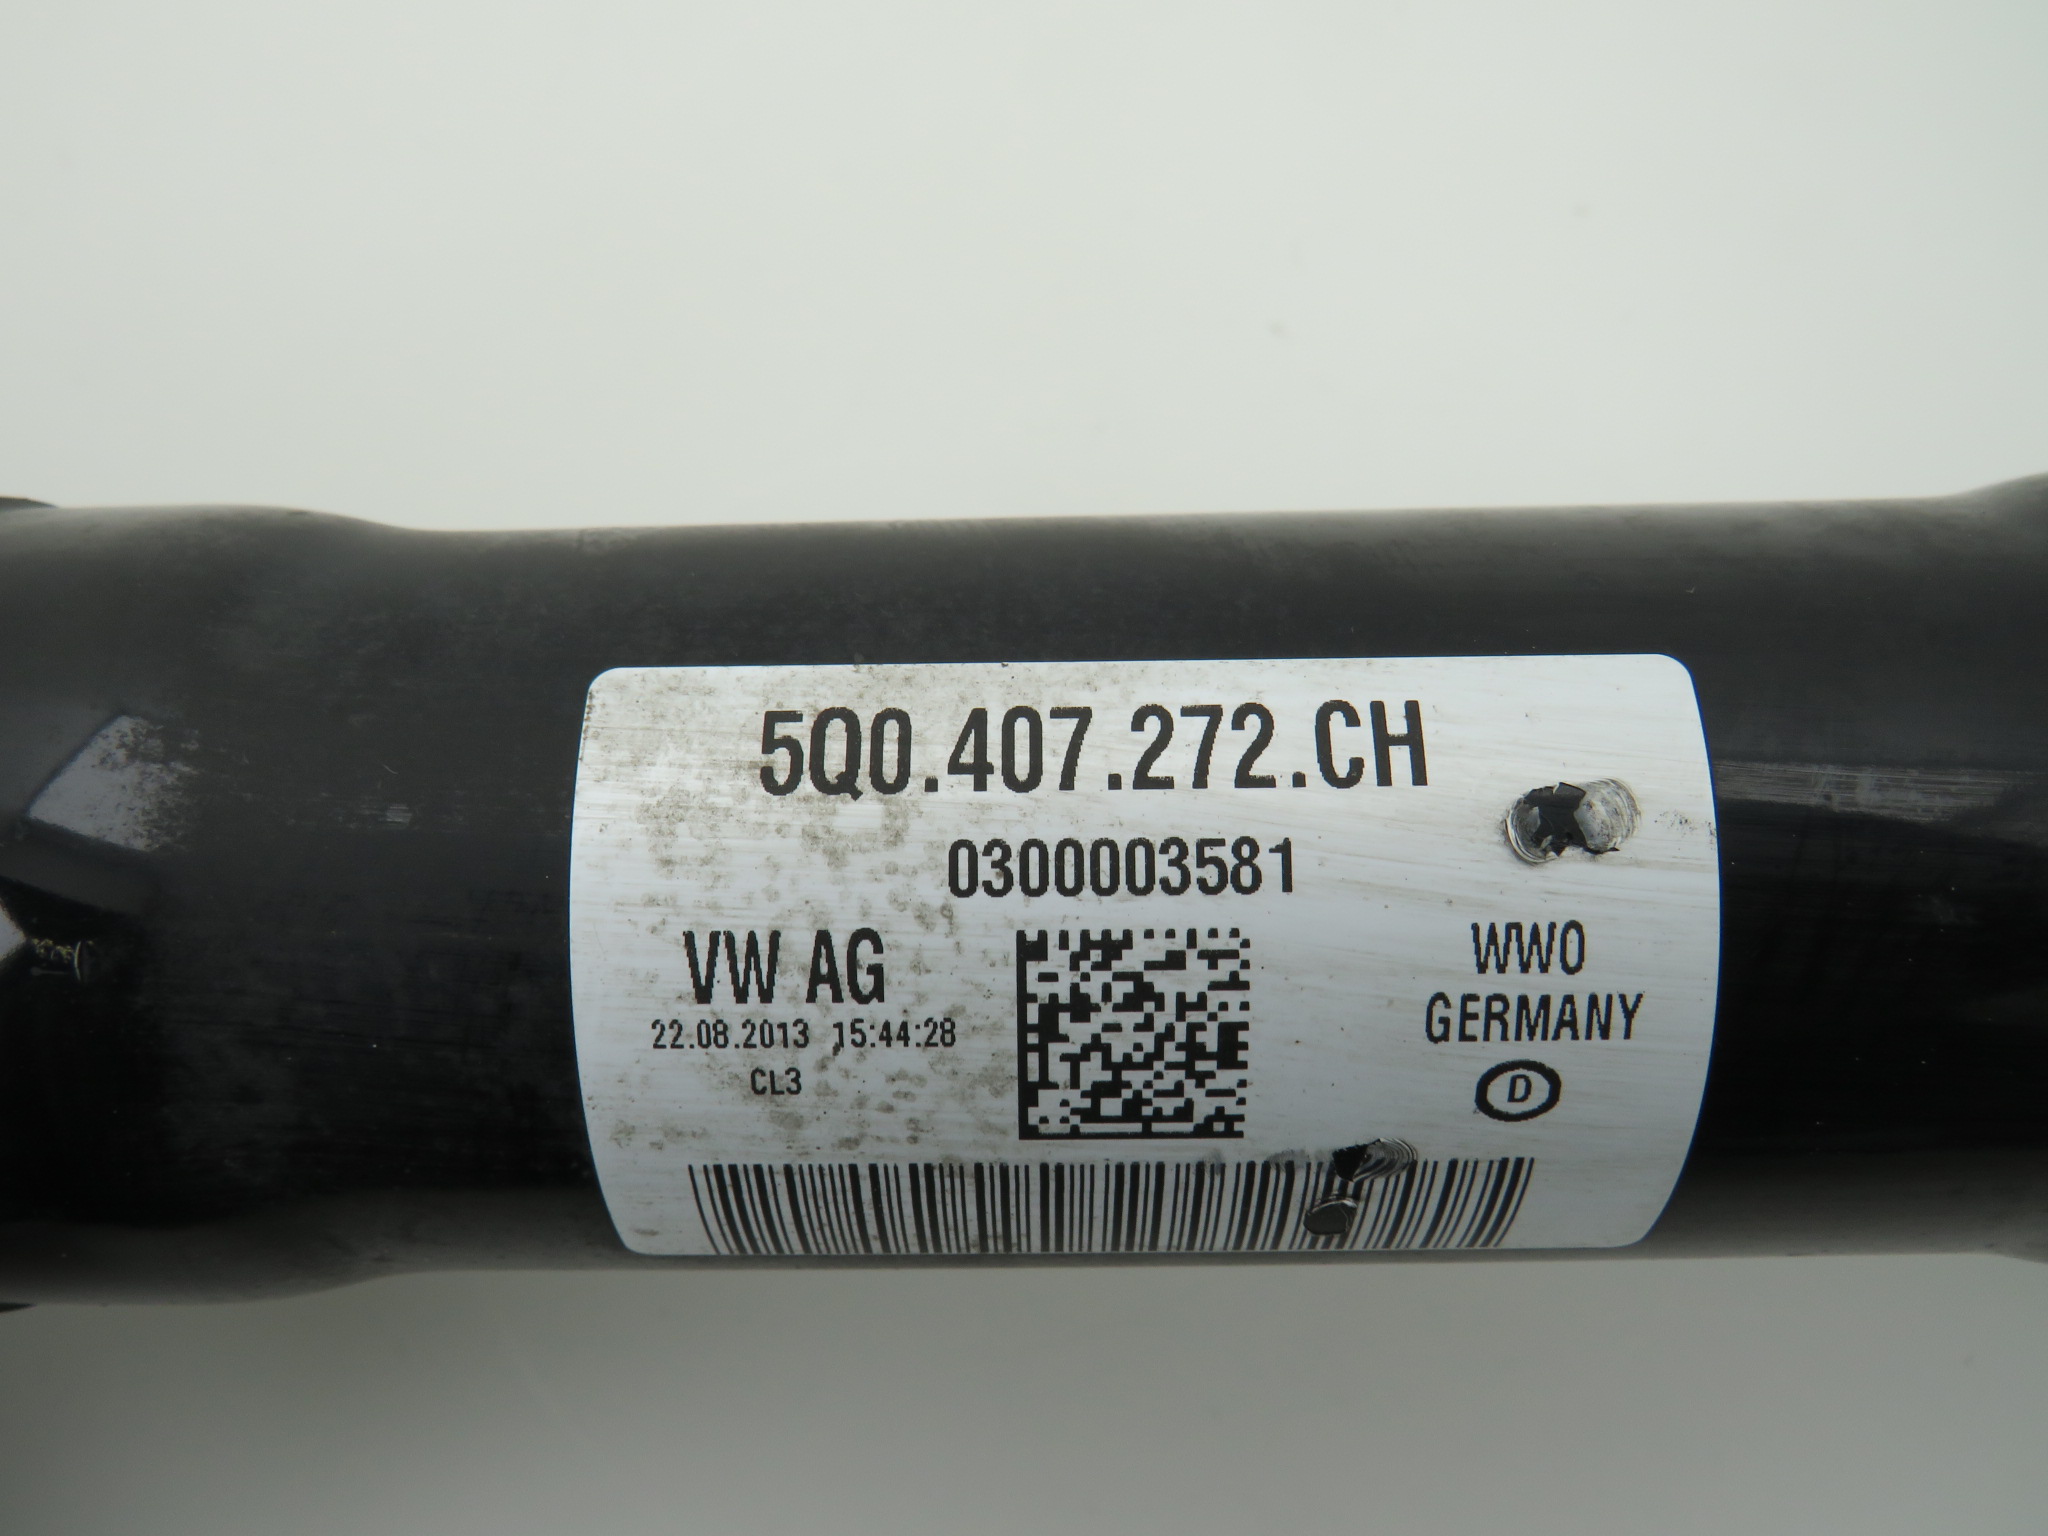 5Q0.407.272.CH
0300003581
VW AG
22.08.2013 15:44:28
CL3
WWO
GERMANY
D